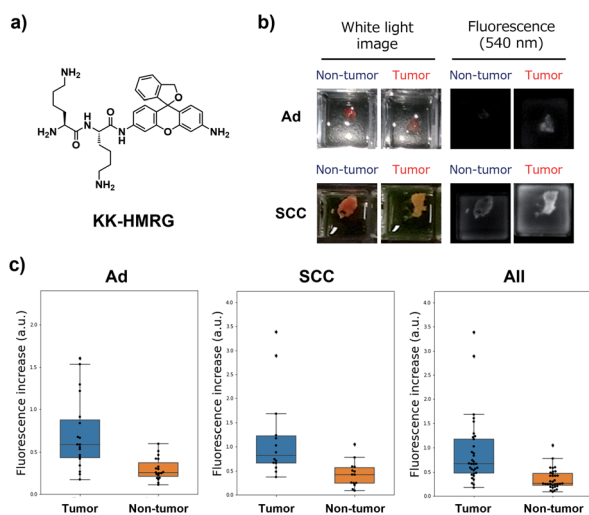 a)
NH₂
H₂N
O
H
N
N
H
O
O
NH₂
NH₂
KK-HMRG
b)
White light
image
Fluorescence
(540 nm)
Non-tumor Tumor Non-tumor Tumor
Ad
Non-tumor Tumor Non-tumor Tumor
SCC
c)
Ad
Fluorescence increase (a.u.)
2.0
1.5
1.0
0.5
0.0
Tumor Non-tumor
SCC
Fluorescence increase (a.u.)
4.0
3.5
3.0
2.5
2.0
1.5
1.0
0.5
0.0
Tumor Non-tumor
All
Fluorescence increase (a.u.)
4.0
3.5
3.0
2.5
2.0
1.5
1.0
0.5
0.0
Tumor Non-tumor